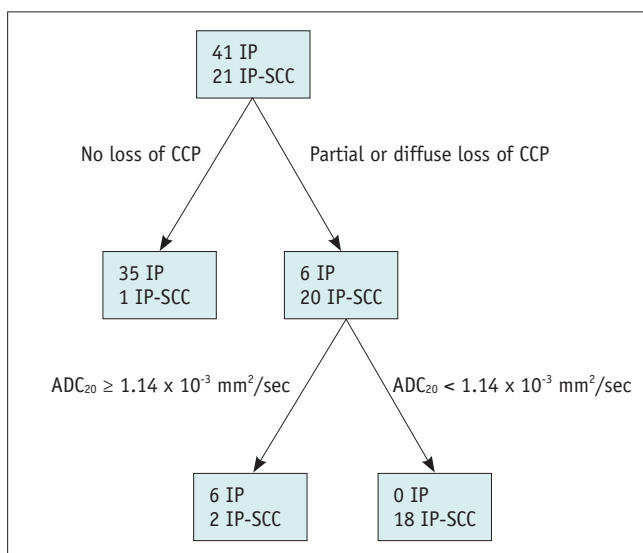 41 IP
21 IP-SCC
No loss of CCP
Partial or diffuse loss of CCP
35 IP
1 IP-SCC
6 IP
20 IP-SCC
ADC₂₀ ≥ 1.14 x 10⁻³ mm²/sec
ADC₂₀ < 1.14 x 10⁻³ mm²/sec
6 IP
2 IP-SCC
0 IP
18 IP-SCC